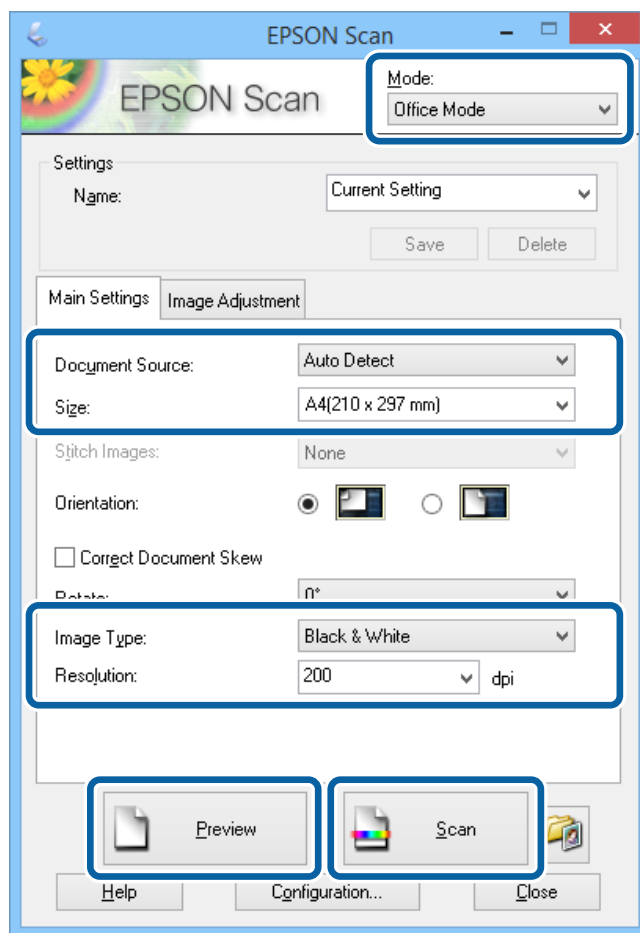 EPSON Scan
EPSON Scan
Mode:
Office Mode
Settings
Name:
Current Setting
Save
Delete
Main Settings
Image Adjustment
Document Source:
Auto Detect
Size:
A4(210 x 297 mm)
Stitch Images:
None
Orientation:
Correct Document Skew
Rotate:
0°
Image Type:
Black & White
Resolution:
200
dpi
Preview
Scan
Help
Configuration...
Close